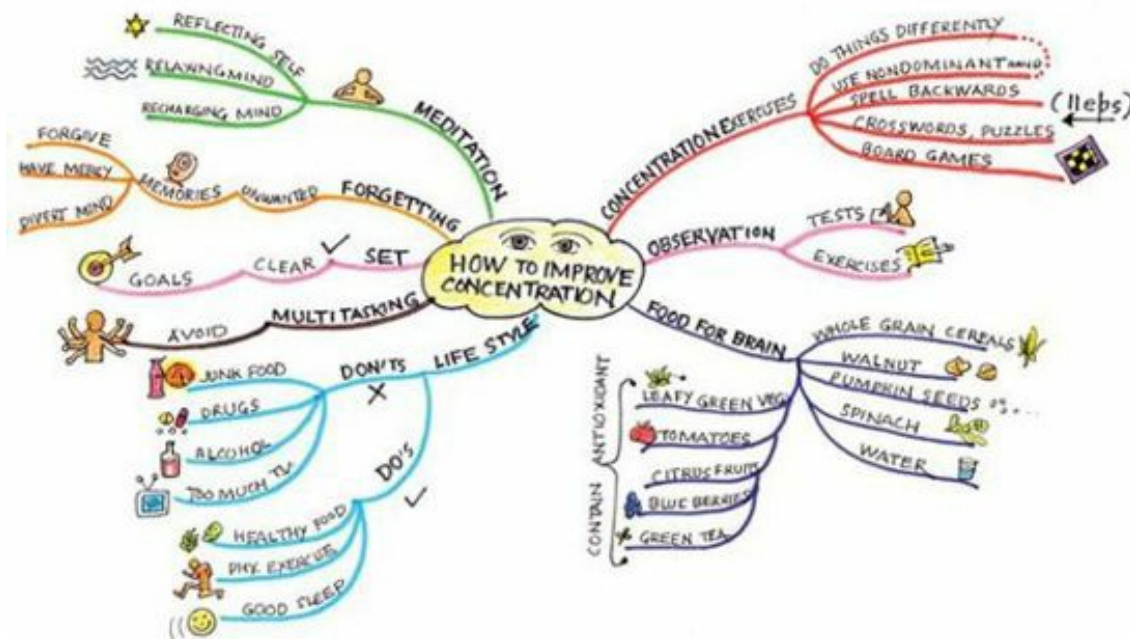 HOW TO IMPROVE
CONCENTRATION
MEDITATION
REFLECTING SELF
RELAXING MIND
RECHARGING MIND
FORGETTING
UNWANTED
MEMORIES
FORGIVE
HAVE MERCY
DIVERT MIND
SET
CLEAR
GOALS
MULTITASKING
AVOID
LIFE STYLE
DON'TS
JUNK FOOD
DRUGS
ALCOHOL
TOO MUCH TV
DO'S
HEALTHY FOOD
GOOD SLEEP
CONCENTRATION EXERCISES
DO THINGS DIFFERENTLY
USE NONDOMINANT HAND
SPELL BACKWARDS
(lleps)
CROSSWORDS, PUZZLES
BOARD GAMES
OBSERVATION
TESTS
EXERCISES
FOOD FOR BRAIN
WHOLE GRAIN CEREALS
WALNUT
PUMPKIN SEEDS
SPINACH
WATER
LEAFY GREEN VEG
TOMATOES
CITRUS FRUITS
BLUE BERRIES
GREEN TEA
CONTAIN ANTIOXIDANT